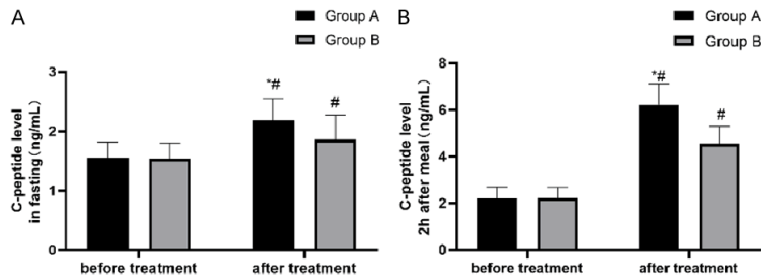 A
Group A
Group B
C-peptide level
in fasting (ng/mL)
3
2
1
0
*#
#
before treatment
after treatment
B
Group A
Group B
C-peptide level
2h after meal (ng/mL)
8
6
4
2
0
*#
#
before treatment
after treatment